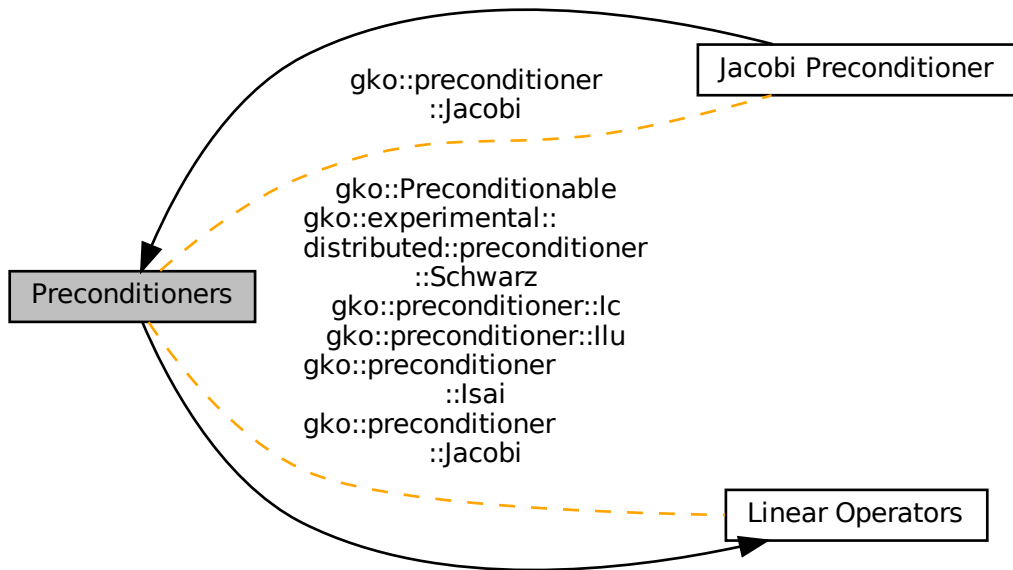 Jacobi Preconditioner
gko::preconditioner
::Jacobi
gko::Preconditionable
gko::experimental::
distributed::preconditioner
::Schwarz
Preconditioners
gko::preconditioner::Ic
gko::preconditioner::Ilu
gko::preconditioner
::Isai
gko::preconditioner
::Jacobi
Linear Operators